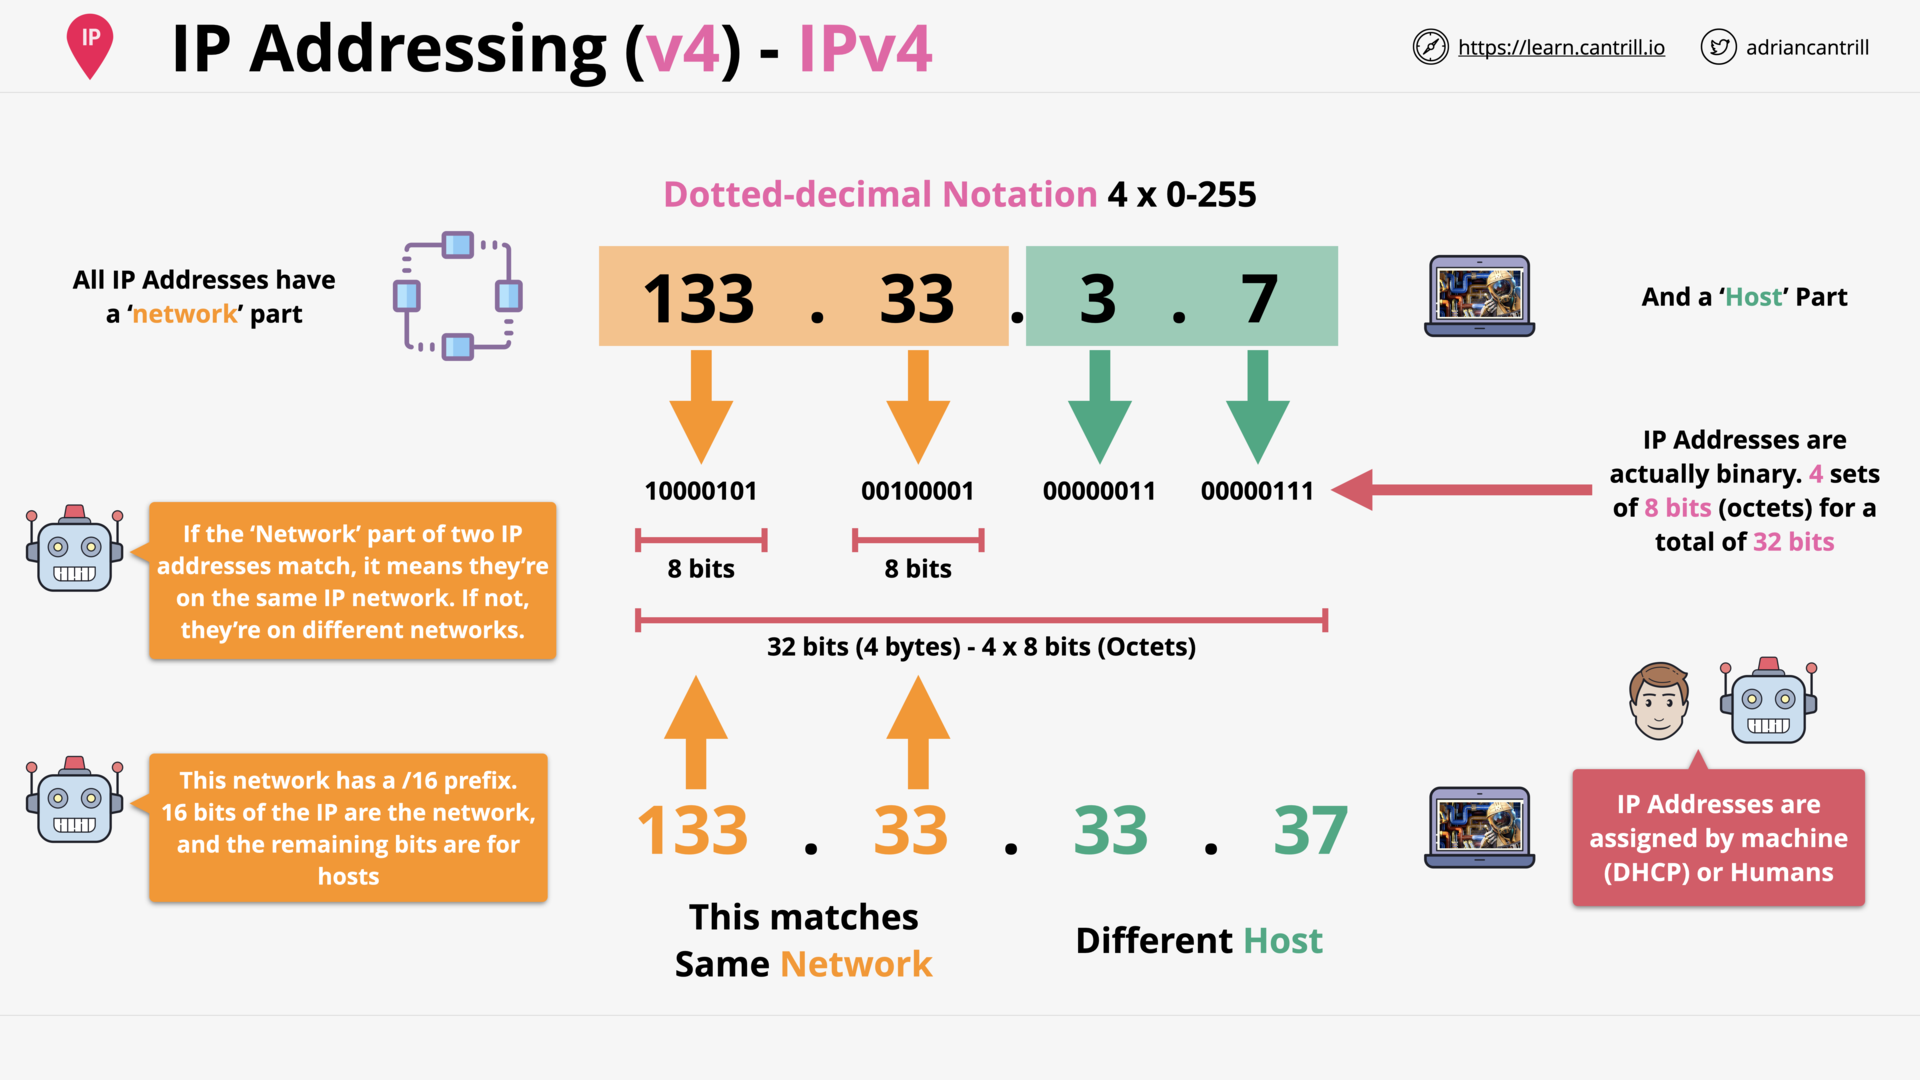 IP
IP Addressing (v4) - IPv4
https://learn.cantrill.io
adriancantrill
Dotted-decimal Notation 4 x 0-255
All IP Addresses have
a ‘network’ part
133 . 33 . 3 . 7
And a ‘Host’ Part
10000101 00100001 00000011 00000111
IP Addresses are
actually binary. 4 sets
of 8 bits (octets) for a
total of 32 bits
8 bits 8 bits
If the ‘Network’ part of two IP
addresses match, it means they’re
on the same IP network. If not,
they’re on different networks.
32 bits (4 bytes) - 4 x 8 bits (Octets)
This network has a /16 prefix.
16 bits of the IP are the network,
and the remaining bits are for
hosts
133 . 33 . 33 . 37
IP Addresses are
assigned by machine
(DHCP) or Humans
This matches
Same Network
Different Host